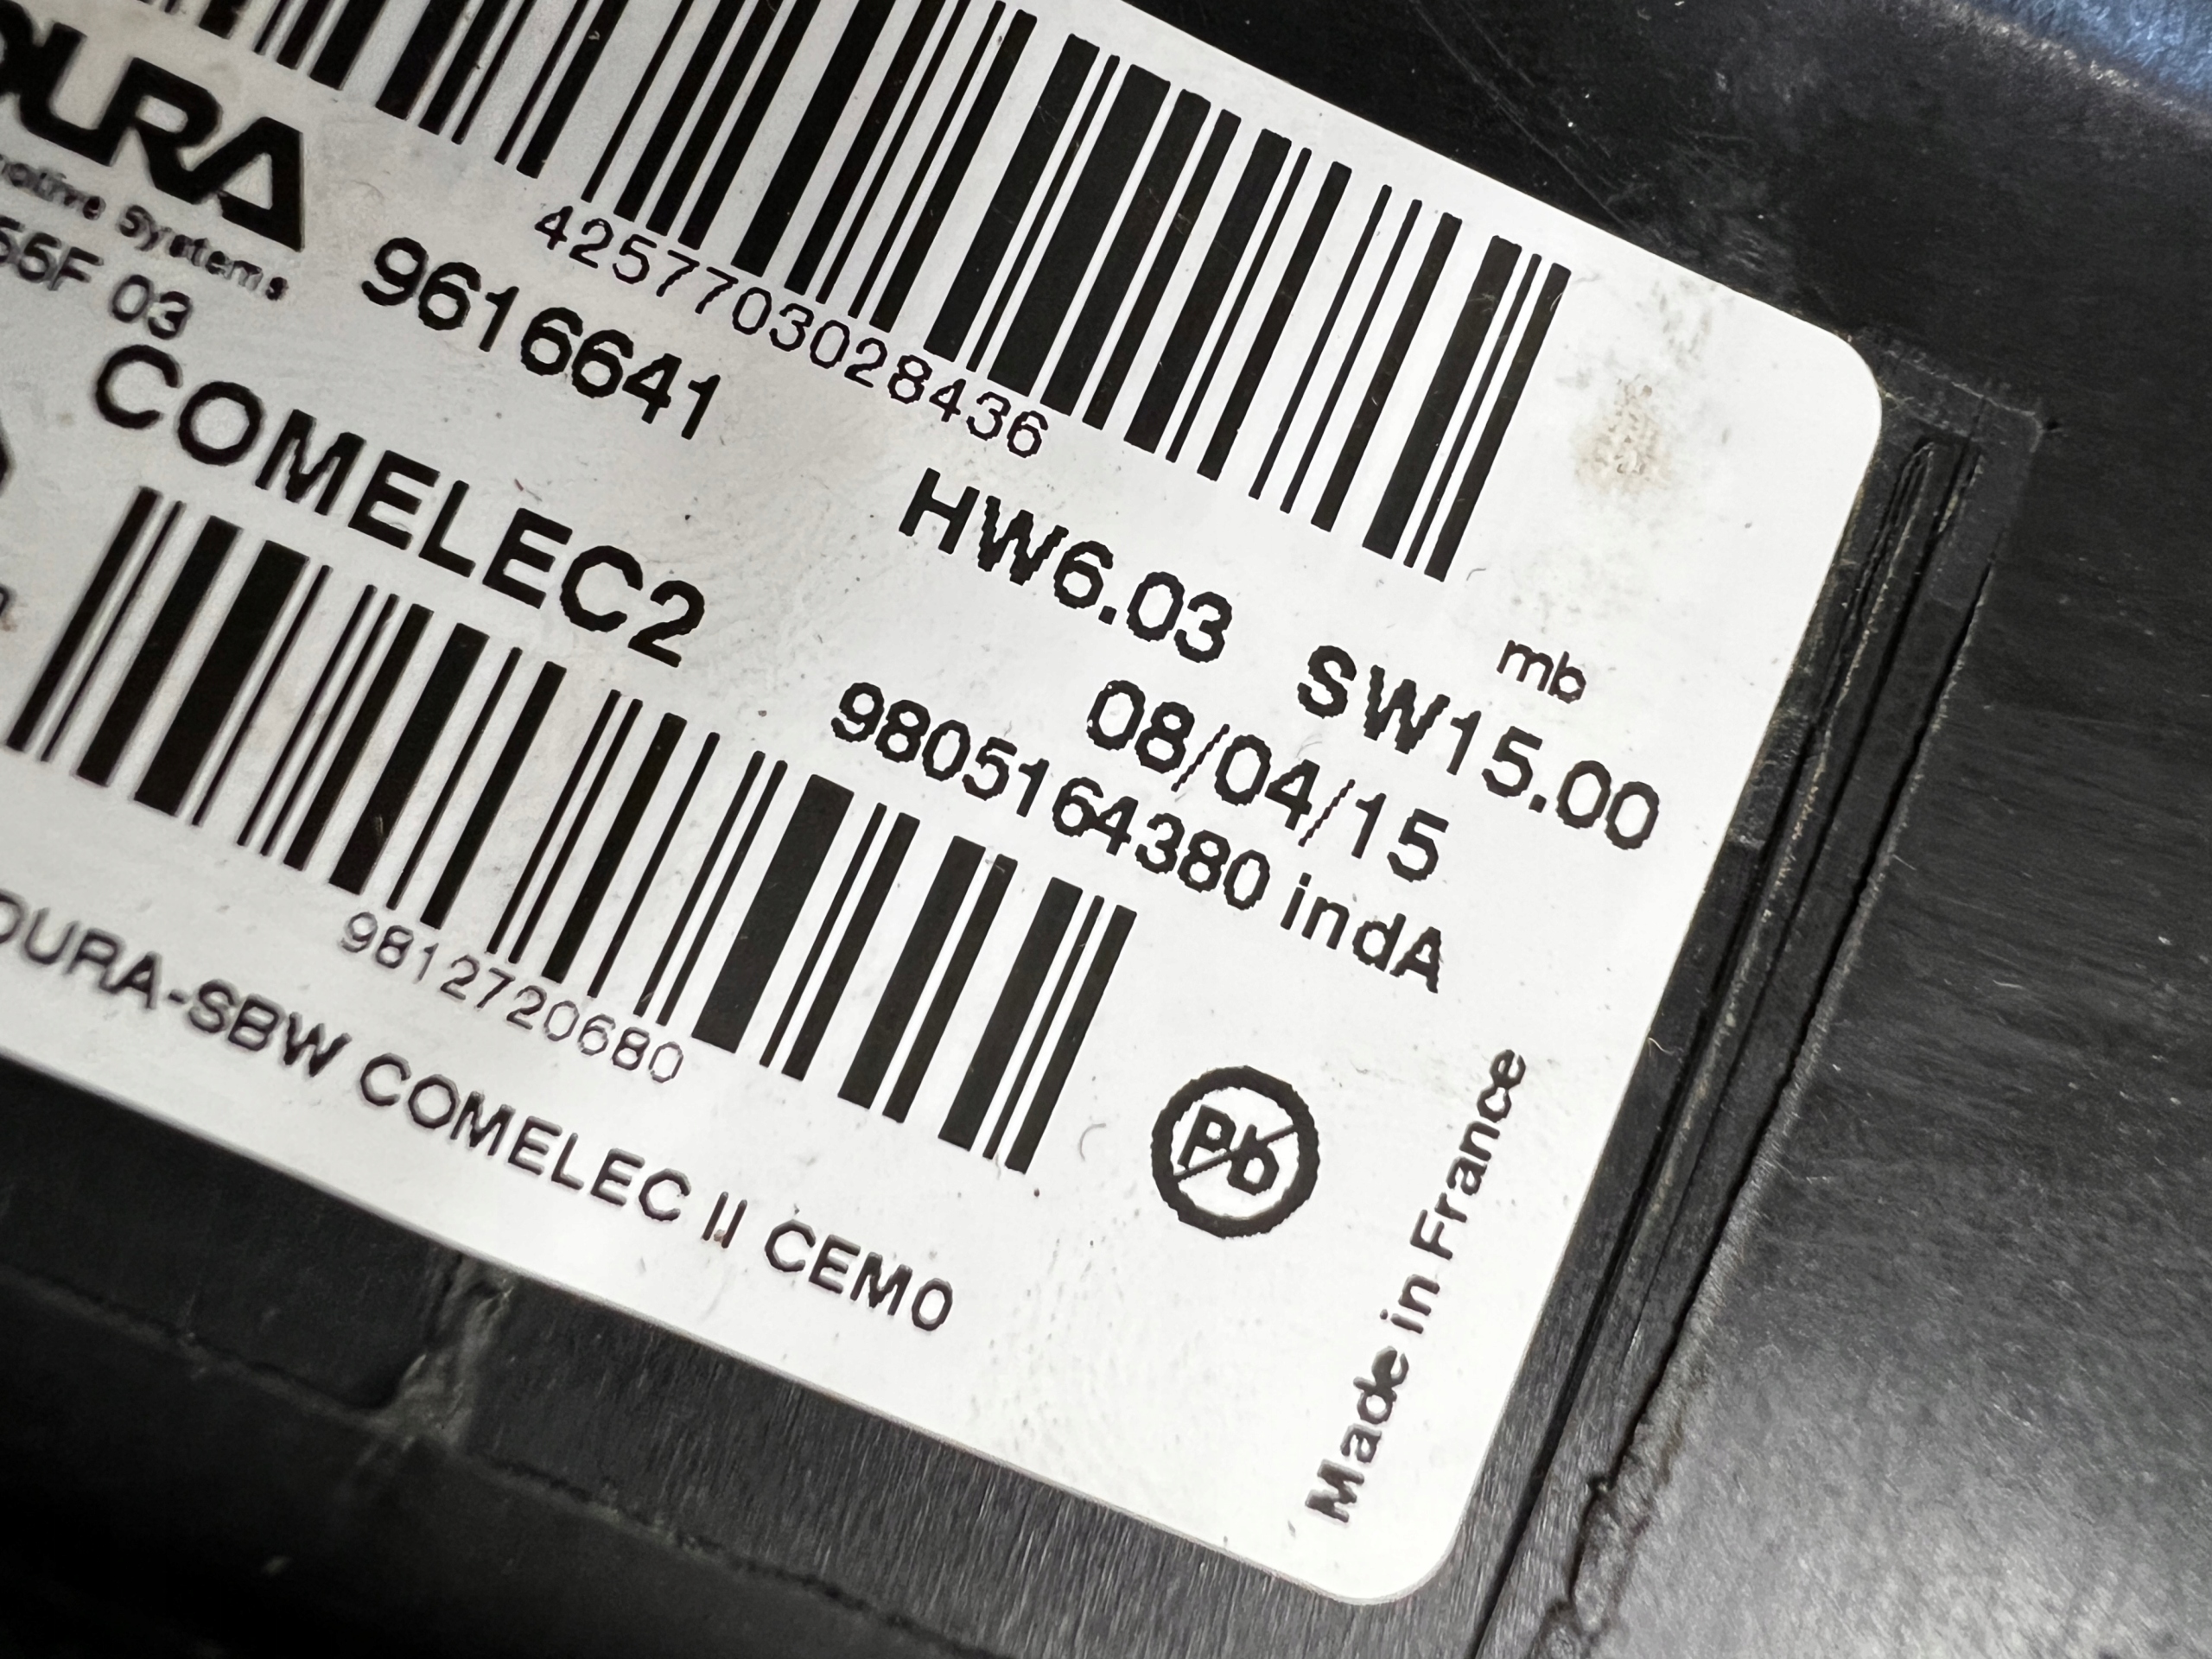 DURA
Systems
4257703028436
55F 03
9616641
COMELEC2
HW6.03 SW15.00
mb
08/04/15
9805164380 indA
9812720680
DURA-SBW COMELEC II CEM0
Pb
Made in France